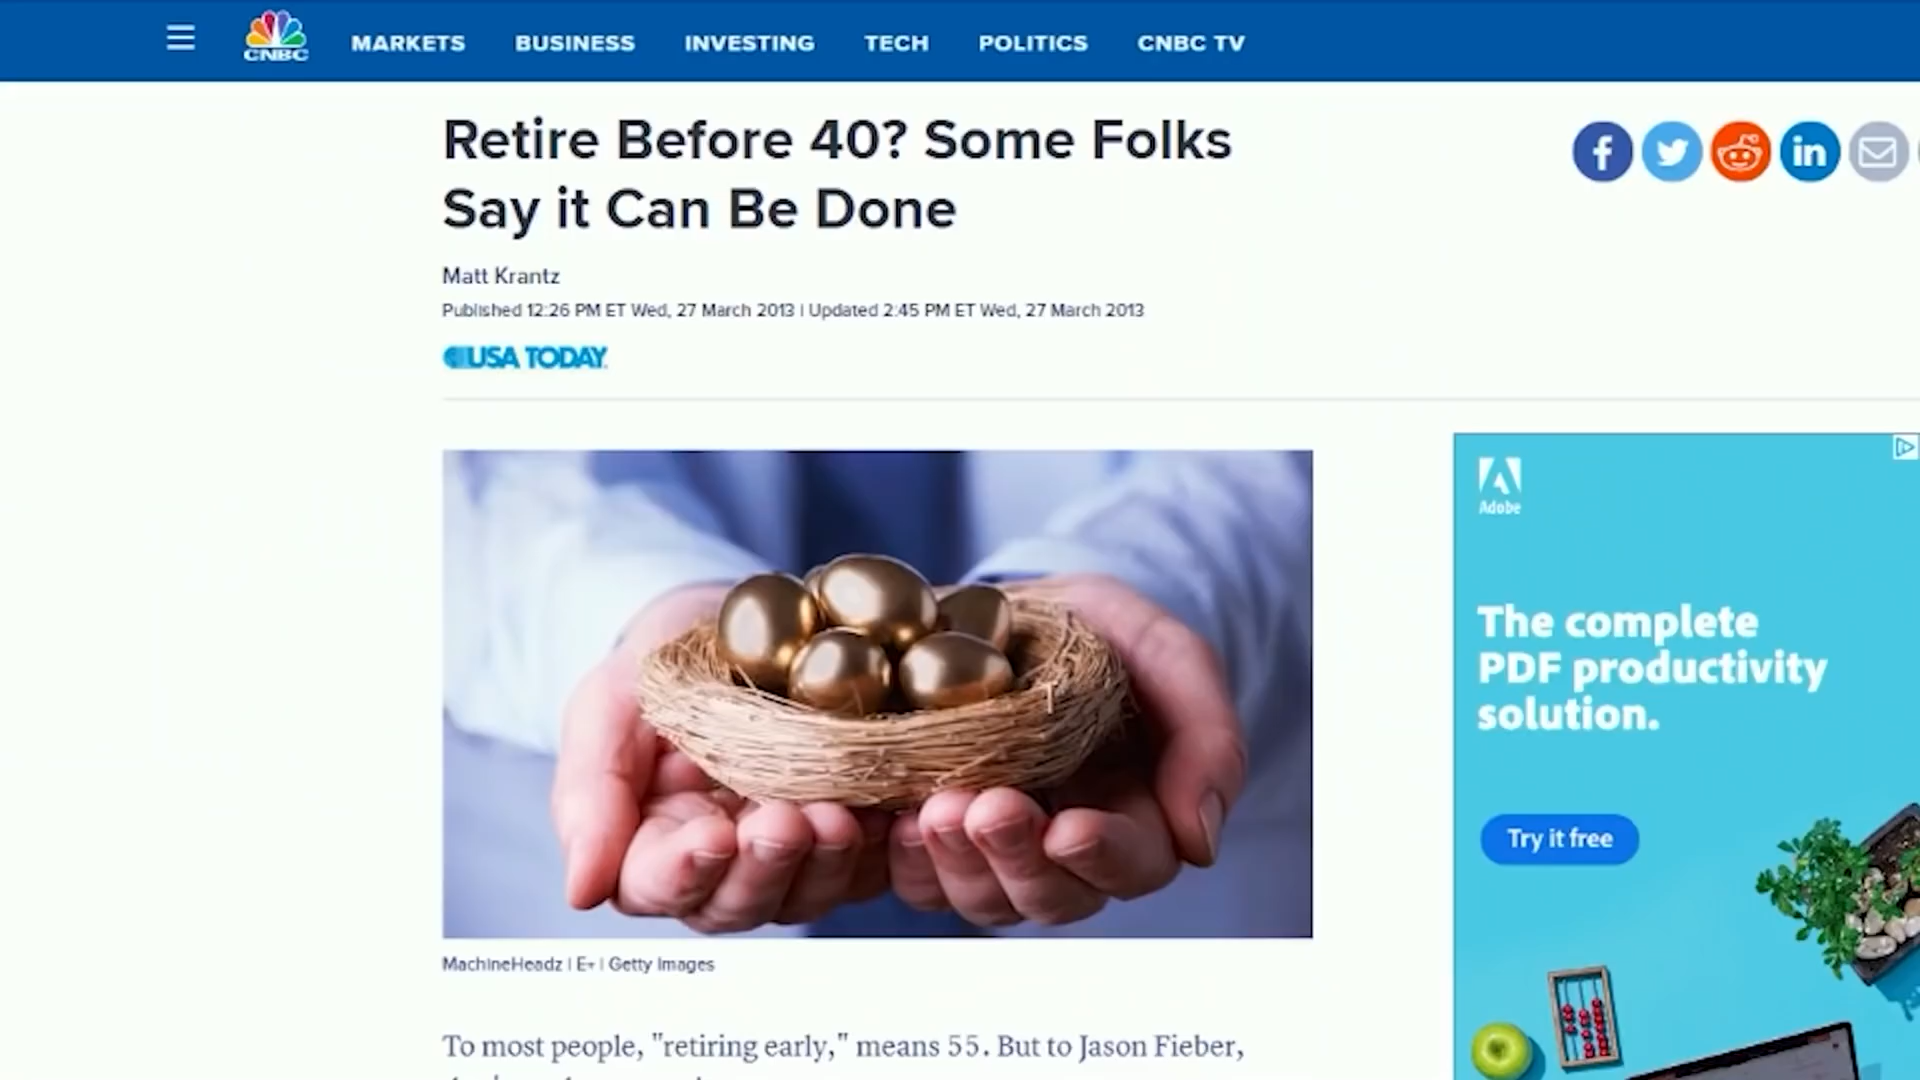 CNBC
MARKETS
BUSINESS
INVESTING
TECH
POLITICS
CNBC TV
Retire Before 40? Some Folks
Say it Can Be Done
Matt Krantz
Published 12:26 PM ET Wed, 27 March 2013 | Updated 2:45 PM ET Wed, 27 March 2013
USA TODAY
MachineHeadz | E+ | Getty Images
To most people, "retiring early," means 55. But to Jason Fieber,
Adobe
The complete
PDF productivity
solution.
Try it free